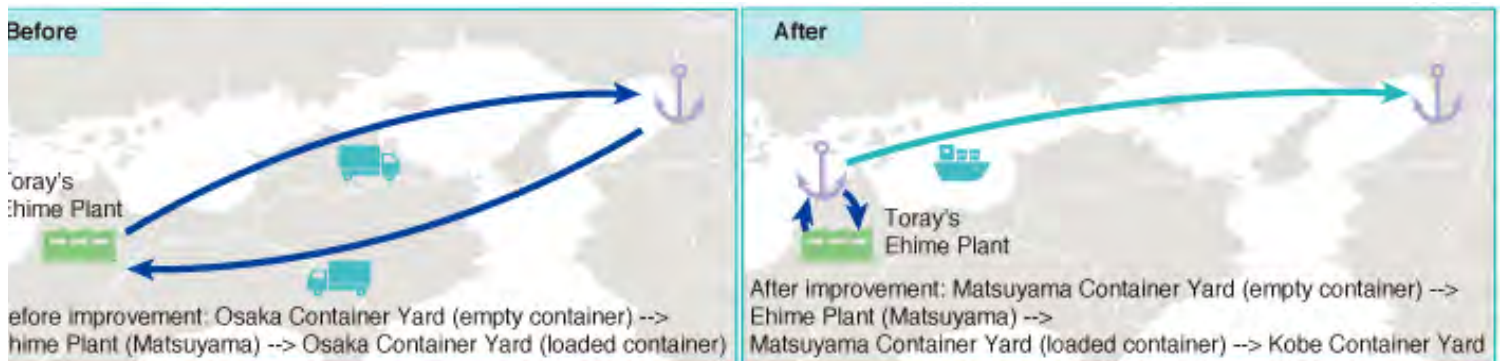 Before
Toray's
Ehime Plant
efore improvement: Osaka Container Yard (empty container) -->
hime Plant (Matsuyama) --> Osaka Container Yard (loaded container)
After
Toray's
Ehime Plant
After improvement: Matsuyama Container Yard (empty container) -->
Ehime Plant (Matsuyama) -->
Matsuyama Container Yard (loaded container) --> Kobe Container Yard